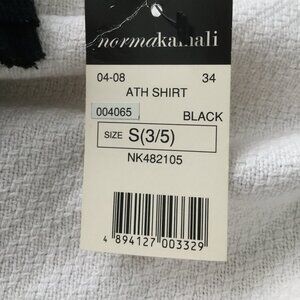 normakamali
04-08 34
ATH SHIRT
004065 BLACK
SIZE S(3/5)
NK482105
4 894127 003329